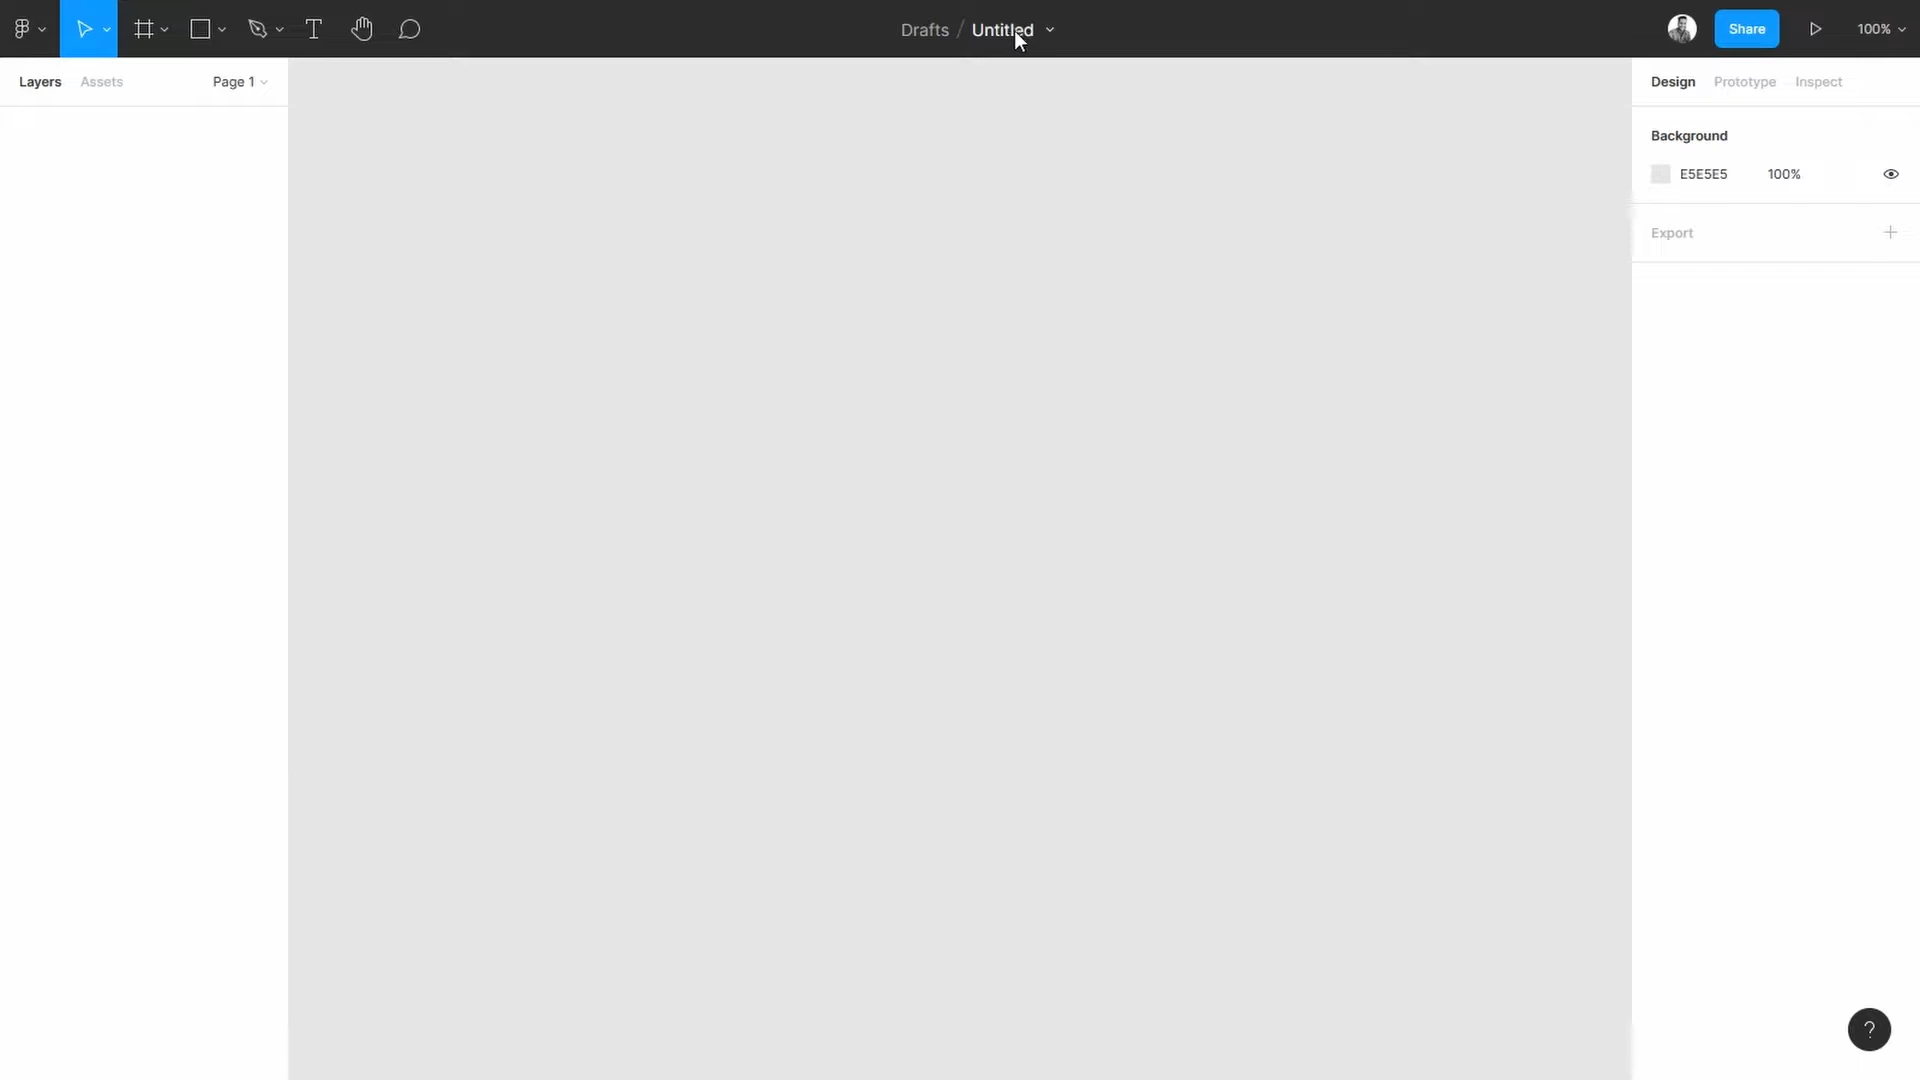 Drafts / Untitled
Share
100%
Layers
Assets
Page 1
Design
Prototype
Inspect
Background
E5E5E5
100%
Export
?